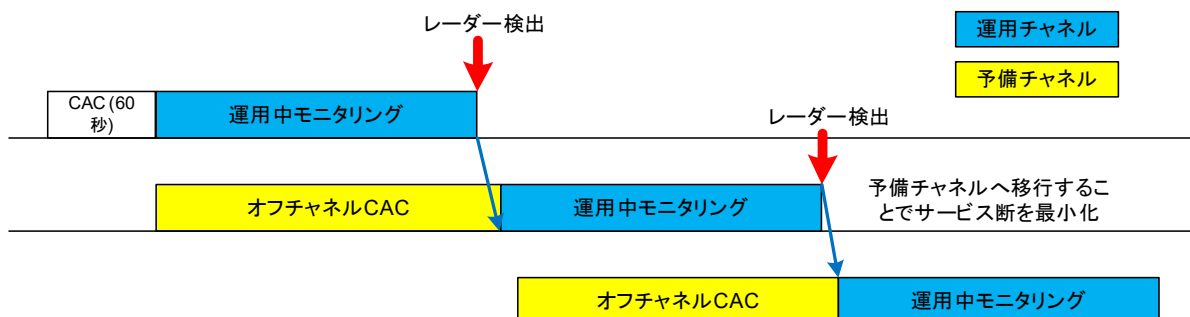 レーダー検出
運用チャネル
予備チャネル
CAC (60
秒)
運用中モニタリング
レーダー検出
オフチャネルCAC
運用中モニタリング
予備チャネルへ移行するこ
とでサービス断を最小化
オフチャネルCAC
運用中モニタリング